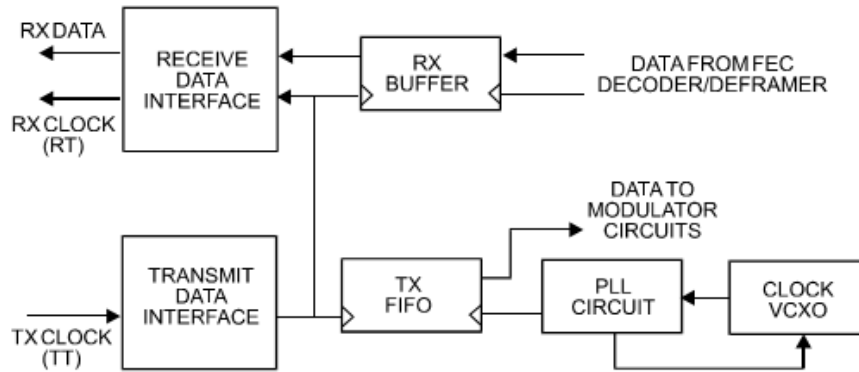 RX DATA
RX CLOCK
(RT)
RECEIVE
DATA
INTERFACE
RX
BUFFER
DATA FROM FEC
DECODER/DEFRAMER
DATA TO
MODULATOR
CIRCUITS
TX CLOCK
(TT)
TRANSMIT
DATA
INTERFACE
TX
FIFO
PLL
CIRCUIT
CLOCK
VCXO